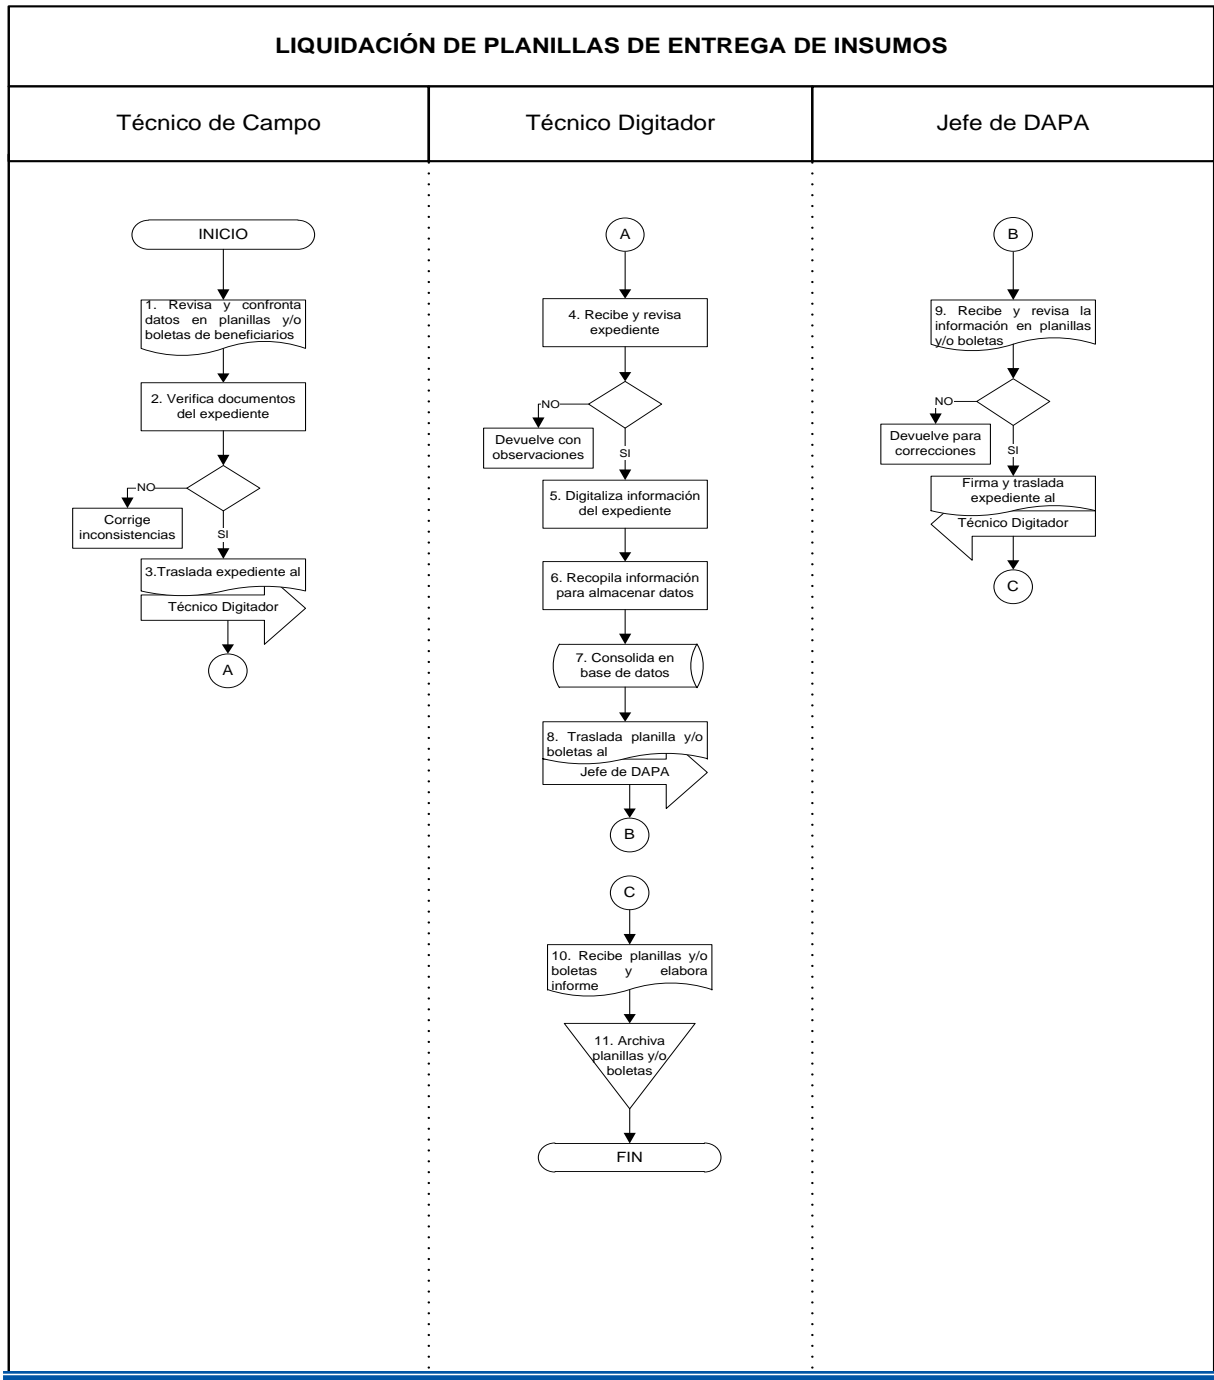 LIQUIDACIÓN DE PLANILLAS DE ENTREGA DE INSUMOS
Técnico de Campo
Técnico Digitador
Jefe de DAPA
INICIO
1. Revisa y confronta
datos en planillas y/o
boletas de beneficiarios
2. Verifica documentos
del expediente
NO
Corrige
inconsistencias
SI
3.Traslada expediente al
Técnico Digitador
A
A
4. Recibe y revisa
expediente
NO
Devuelve con
observaciones
SI
5. Digitaliza información
del expediente
6. Recopila información
para almacenar datos
7. Consolida en
base de datos
8. Traslada planilla y/o
boletas al
Jefe de DAPA
B
C
10. Recibe planillas y/o
boletas y elabora
informe
11. Archiva
planillas y/o
boletas
FIN
B
9. Recibe y revisa la
información en planillas
y/o boletas
NO
Devuelve para
correcciones
SI
Firma y traslada
expediente al
Técnico Digitador
C